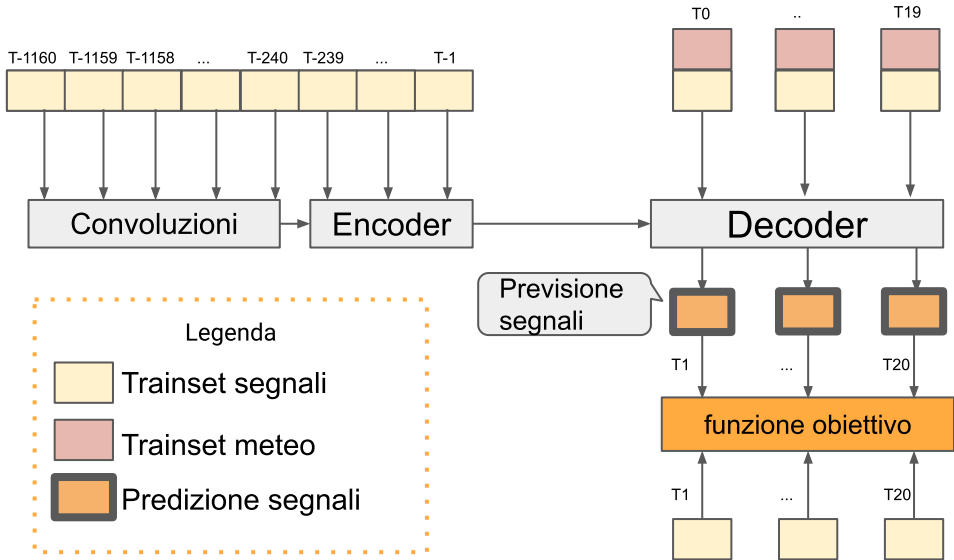 T0 .. T19
T-1160 T-1159 T-1158 ... T-240 T-239 ... T-1
Convoluzioni
Encoder
Decoder
Previsione
segnali
T1 ... T20
funzione obiettivo
T1 ... T20
Legenda
Trainset segnali
Trainset meteo
Predizione segnali